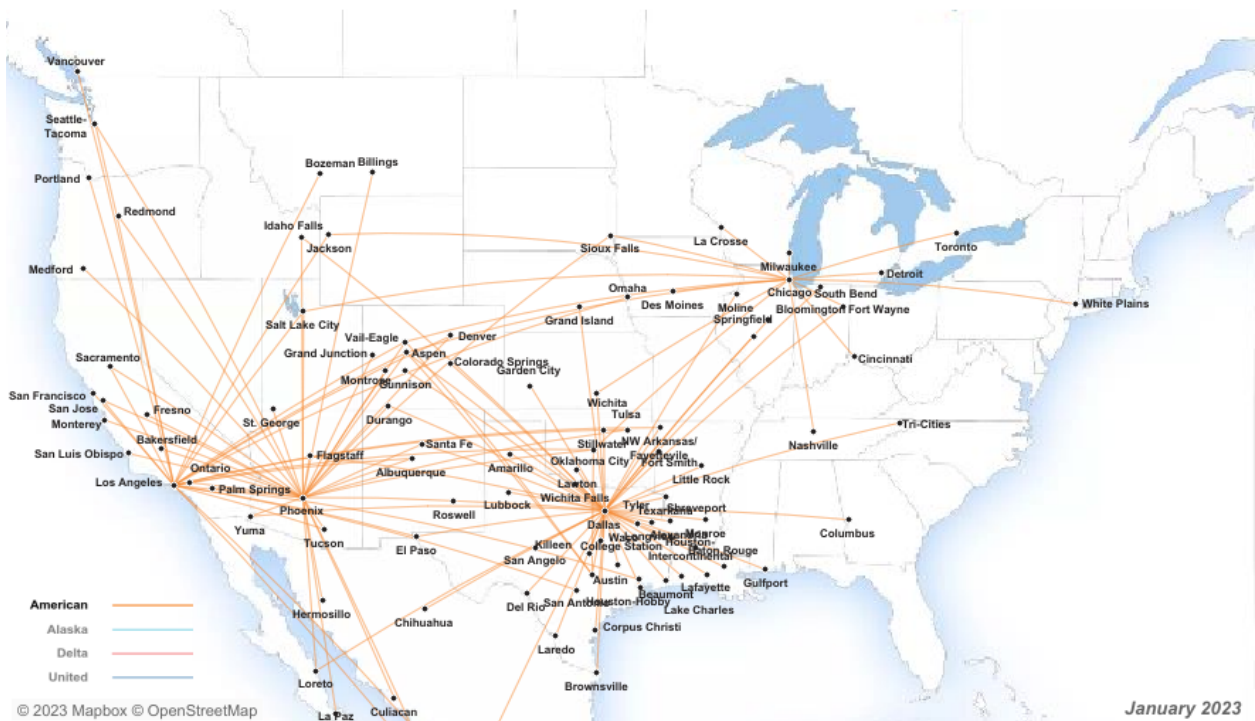 Vancouver
Seattle-
Tacoma
Portland
Redmond
Medford
Bozeman
Billings
Idaho Falls
Jackson
Sioux Falls
La Crosse
Milwaukee
Toronto
Detroit
Chicago
South Bend
White Plains
Omaha
Des Moines
Moline
Springfield
Bloomington
Fort Wayne
Grand Island
Salt Lake City
Vail-Eagle
Denver
Grand Junction
Aspen
Colorado Springs
Garden City
Cincinnati
Sacramento
Montrose
Gunnison
San Francisco
San Jose
Monterey
Fresno
St. George
Durango
Wichita
Tulsa
Tri-Cities
Bakersfield
Santa Fe
Stillwater
NW Arkansas/
Fayetteville
Nashville
San Luis Obispo
Flagstaff
Albuquerque
Amarillo
Oklahoma City
Fort Smith
Ontario
Los Angeles
Palm Springs
Lawton
Little Rock
Phoenix
Roswell
Lubbock
Wichita Falls
Tyler
Texarkana
Shreveport
Yuma
Tucson
Dallas
Waco
Longview
Alexandria
Monroe
Columbus
El Paso
Killeen
San Angelo
College Station
Houston-
Intercontinental
Baton Rouge
Austin
Gulfport
Hermosillo
Chihuahua
Del Rio
San Antonio
Houston-Hobby
Beaumont
Lafayette
Lake Charles
Laredo
Corpus Christi
Brownsville
Loreto
La Paz
Culiacan
American
Alaska
Delta
United
© 2023 Mapbox © OpenStreetMap
January 2023